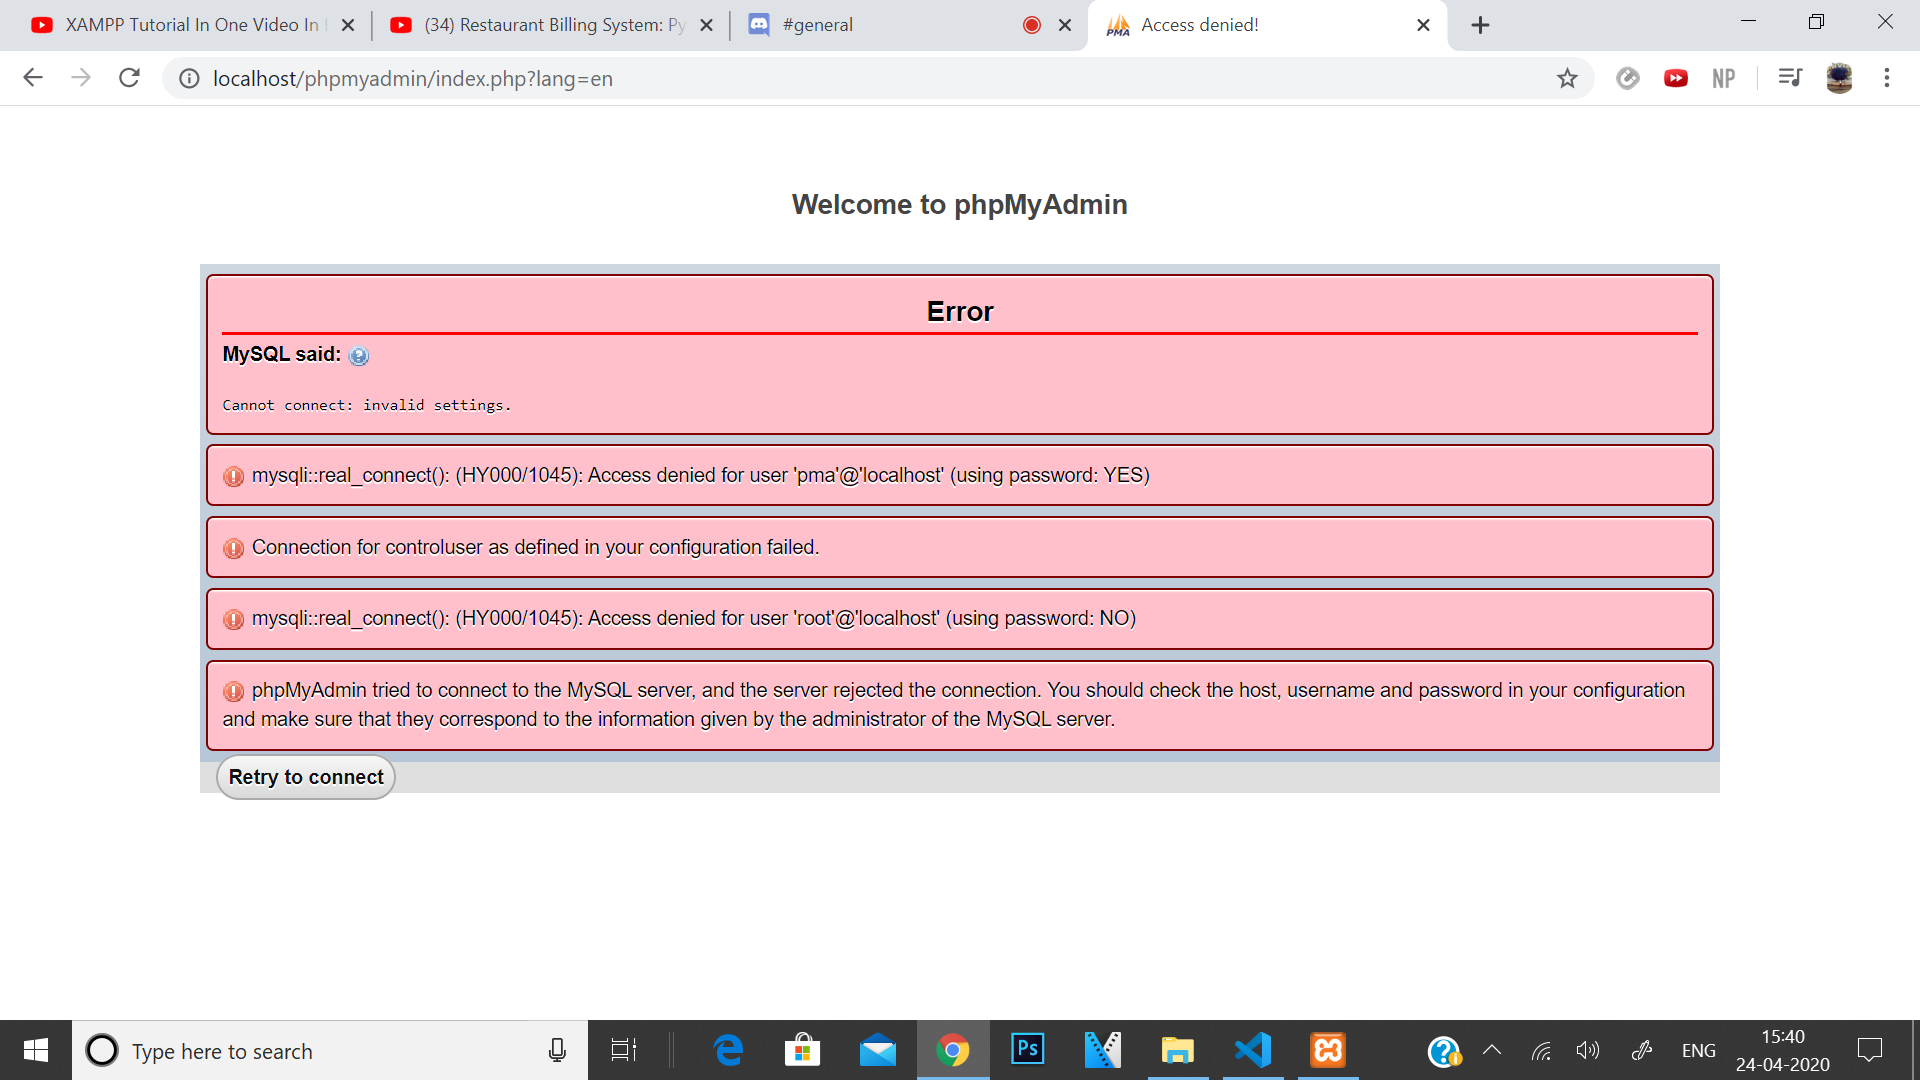 XAMPP Tutorial In One Video In
(34) Restaurant Billing System: Py
#general
Access denied!
localhost/phpmyadmin/index.php?lang=en
NP
Welcome to phpMyAdmin
Error
MySQL said:
Cannot connect: invalid settings.
mysqli::real_connect(): (HY000/1045): Access denied for user 'pma'@'localhost' (using password: YES)
Connection for controluser as defined in your configuration failed.
mysqli::real_connect(): (HY000/1045): Access denied for user 'root'@'localhost' (using password: NO)
phpMyAdmin tried to connect to the MySQL server, and the server rejected the connection. You should check the host, username and password in your configuration
and make sure that they correspond to the information given by the administrator of the MySQL server.
Retry to connect
Type here to search
Ps
ENG
15:40
24-04-2020